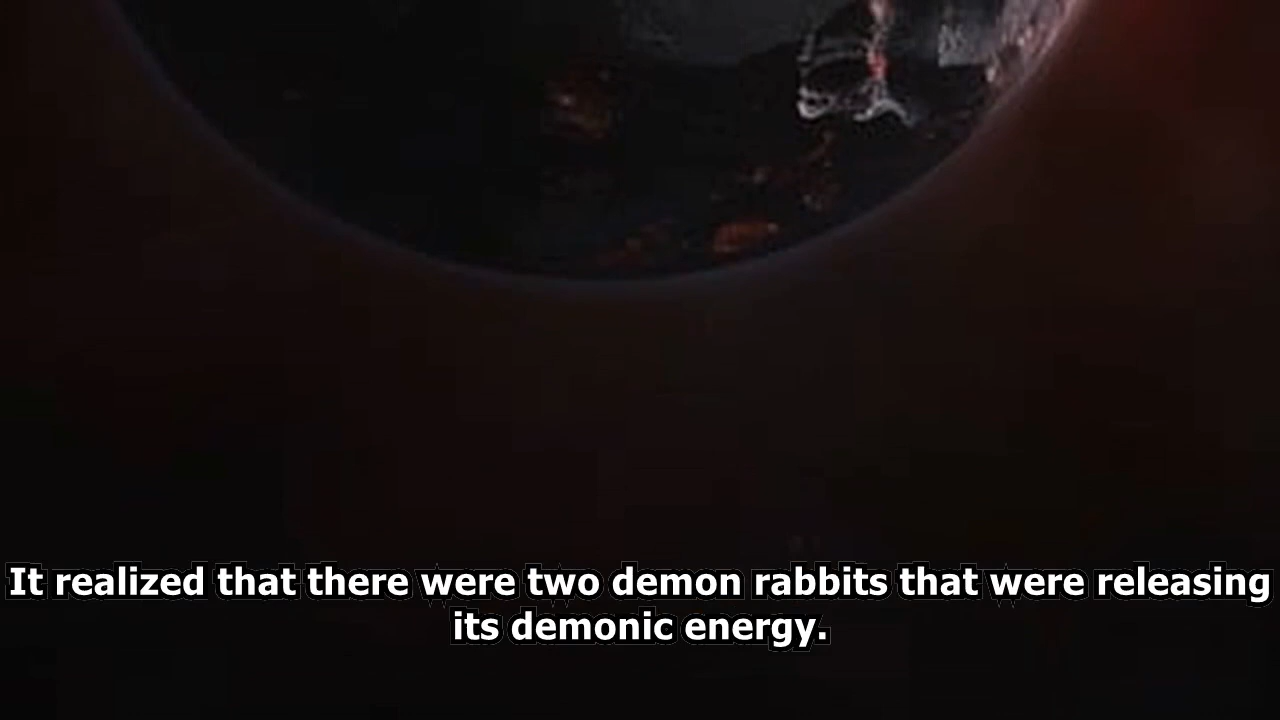 It realized that there were two demon rabbits that were releasing
its demonic energy.